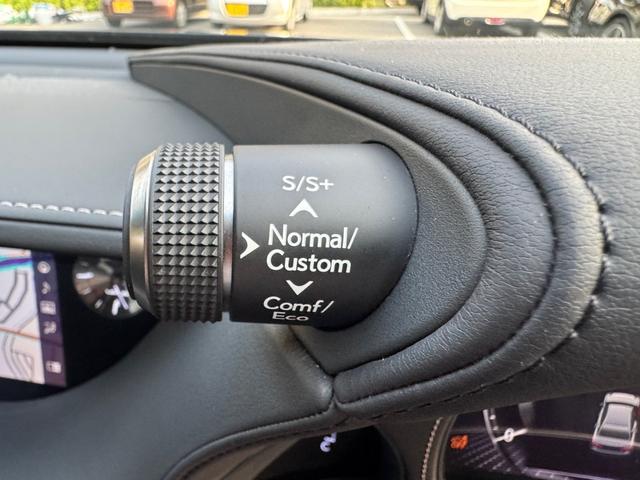 S/S+
Normal/
Custom
Comf/
Eco